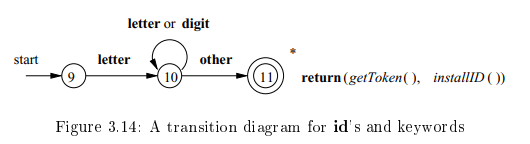 letter or digit
start letter other *
9 10 11 return(getToken(), installID())
Figure 3.14: A transition diagram for id's and keywords